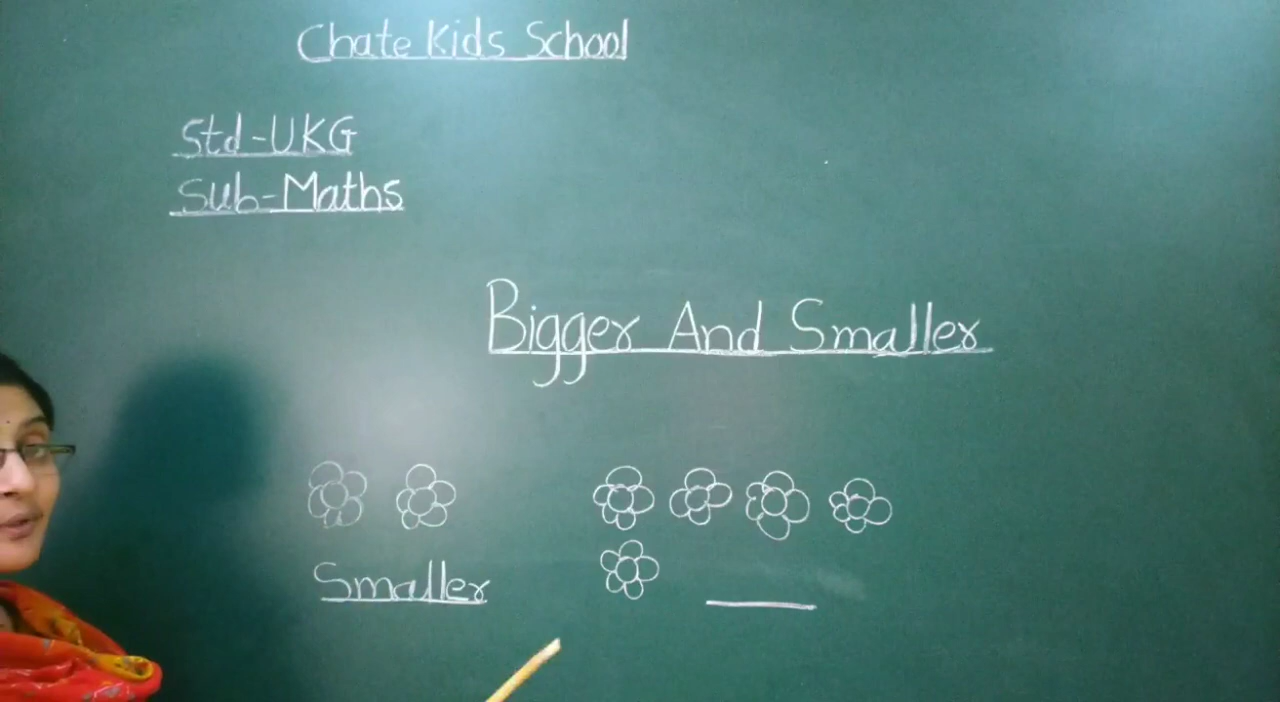 Chate Kids School
Std-UKG
Sub-Maths
Bigger And Smaller
Smaller